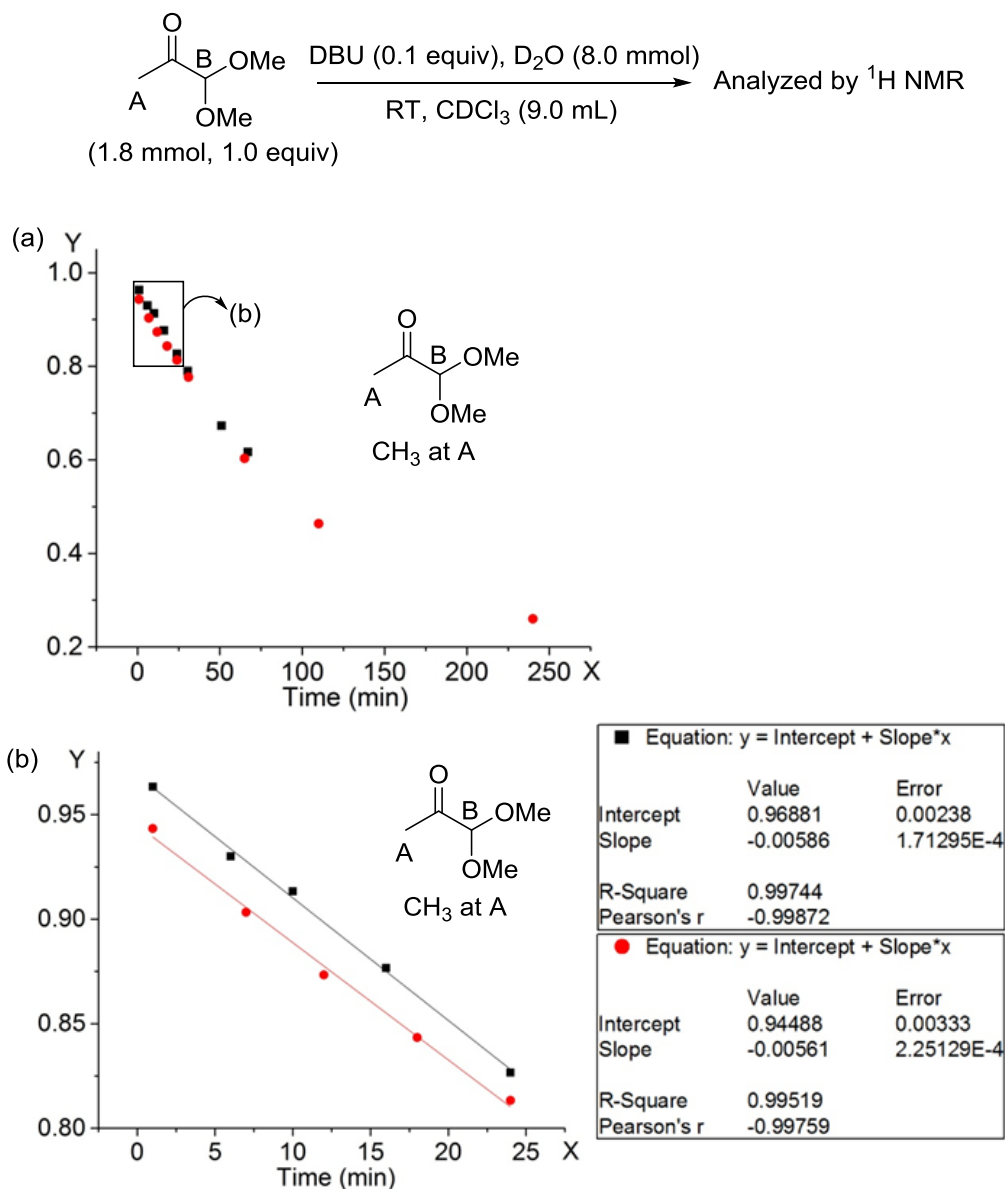 O
B
OMe
A
OMe
(1.8 mmol, 1.0 equiv)
DBU (0.1 equiv), D2O (8.0 mmol)
RT, CDCl3 (9.0 mL)
Analyzed by 1H NMR
(a)
Y
1.0
0.8
0.6
0.4
0.2
(b)
O
B
OMe
A
OMe
CH3 at A
0 50 100 150 200 250 X
Time (min)
(b)
Y
0.95
0.90
0.85
0.80
O
B
OMe
A
OMe
CH3 at A
0 5 10 15 20 25 X
Time (min)
Equation: y = Intercept + Slope*x
Value Error
Intercept 0.96881 0.00238
Slope -0.00586 1.71295E-4
R-Square 0.99744
Pearson's r -0.99872
Equation: y = Intercept + Slope*x
Value Error
Intercept 0.94488 0.00333
Slope -0.00561 2.25129E-4
R-Square 0.99519
Pearson's r -0.99759